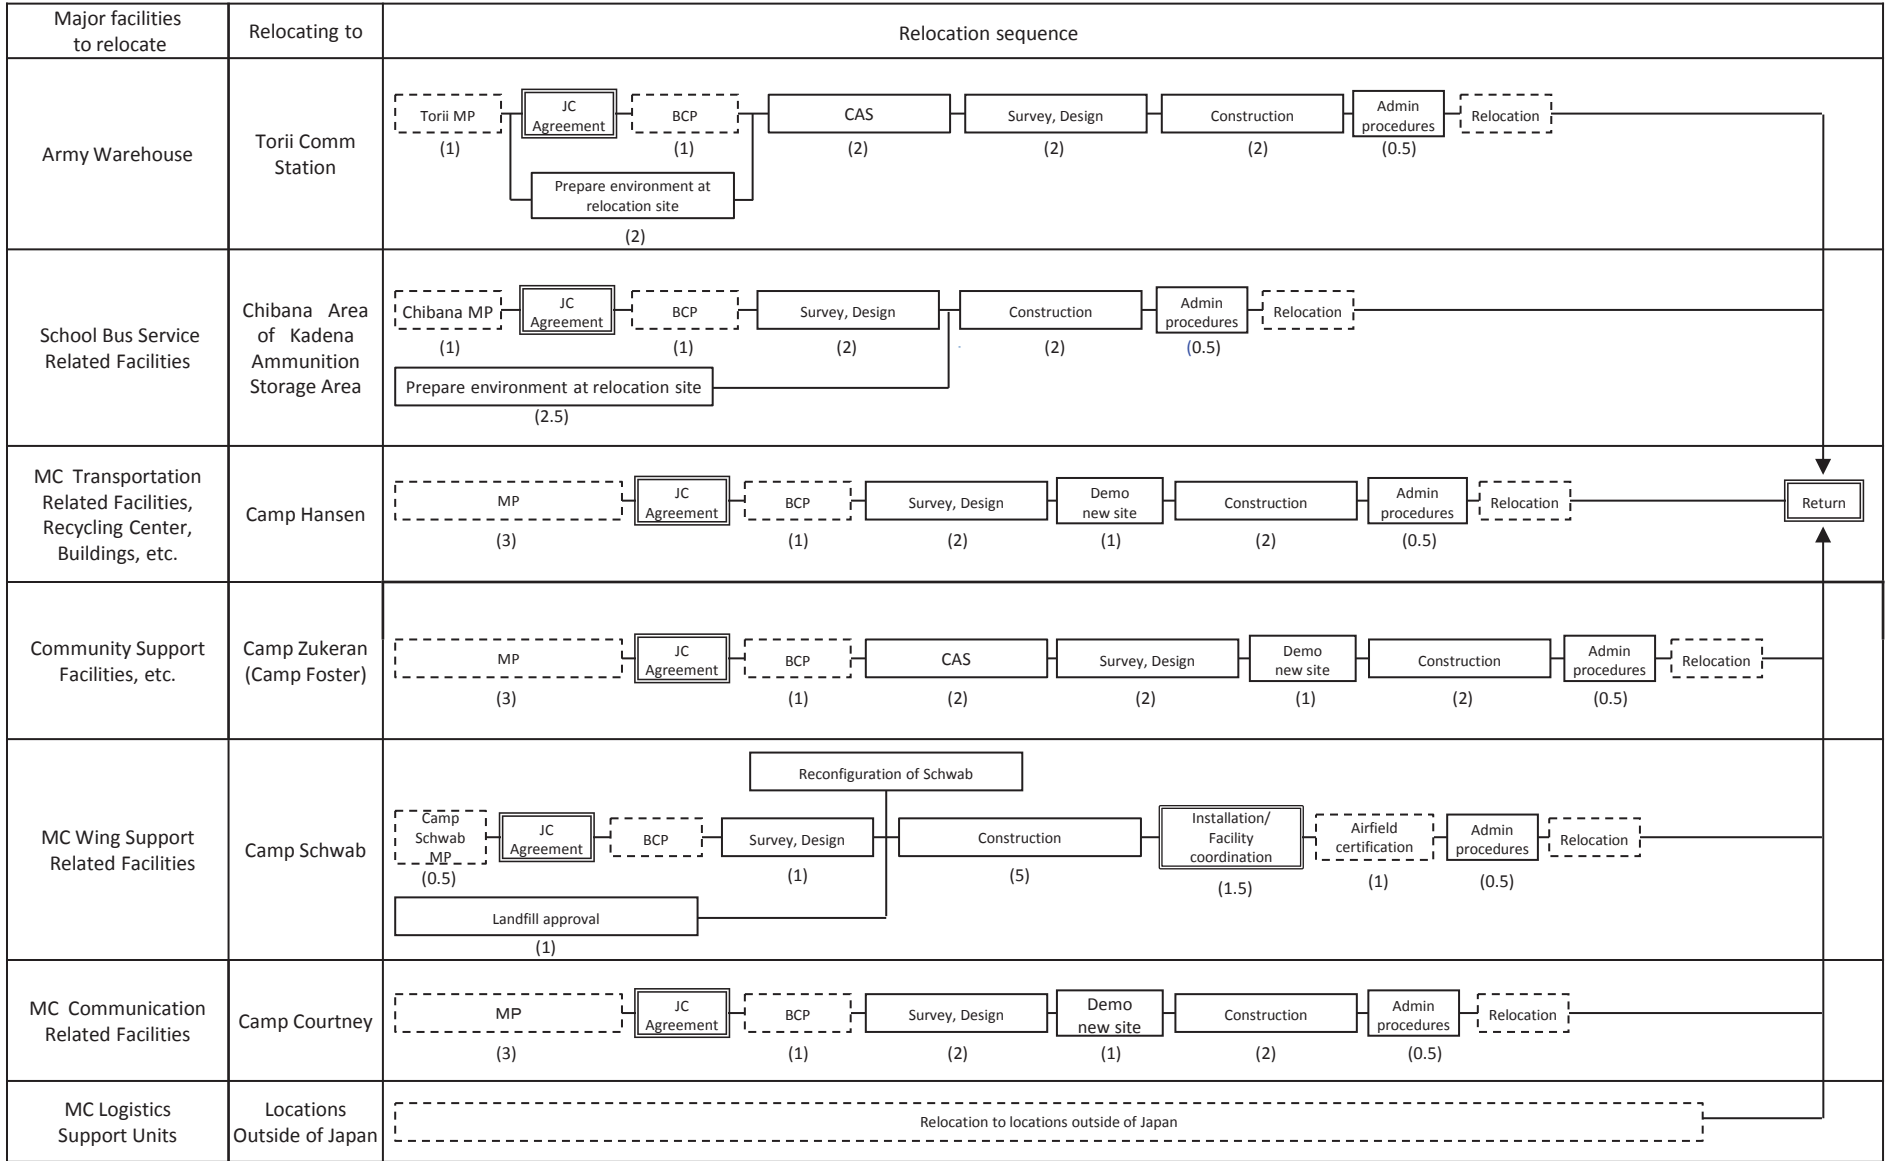 Major facilities
to relocate
Relocating to
Relocation sequence
Army Warehouse
Torii Comm
Station
Torii MP
(1)
JC
Agreement
BCP
(1)
CAS
(2)
Survey, Design
(2)
Construction
(2)
Admin
procedures
(0.5)
Relocation
Prepare environment at
relocation site
(2)
School Bus Service
Related Facilities
Chibana Area
of Kadena
Ammunition
Storage Area
Chibana MP
(1)
JC
Agreement
BCP
(1)
Survey, Design
(2)
Construction
(2)
Admin
procedures
(0.5)
Relocation
Prepare environment at relocation site
(2.5)
MC Transportation
Related Facilities,
Recycling Center,
Buildings, etc.
Camp Hansen
MP
(3)
JC
Agreement
BCP
(1)
Survey, Design
(2)
Demo
new site
(1)
Construction
(2)
Admin
procedures
(0.5)
Relocation
Return
Community Support
Facilities, etc.
Camp Zukeran
(Camp Foster)
MP
(3)
JC
Agreement
BCP
(1)
CAS
(2)
Survey, Design
(2)
Demo
new site
(1)
Construction
(2)
Admin
procedures
(0.5)
Relocation
MC Wing Support
Related Facilities
Camp Schwab
Reconfiguration of Schwab
Camp
Schwab
MP
(0.5)
JC
Agreement
BCP
Survey, Design
(1)
Construction
(5)
Installation/
Facility
coordination
(1.5)
Airfield
certification
(1)
Admin
procedures
(0.5)
Relocation
Landfill approval
(1)
MC Communication
Related Facilities
Camp Courtney
MP
(3)
JC
Agreement
BCP
(1)
Survey, Design
(2)
Demo
new site
(1)
Construction
(2)
Admin
procedures
(0.5)
Relocation
MC Logistics
Support Units
Locations
Outside of Japan
Relocation to locations outside of Japan